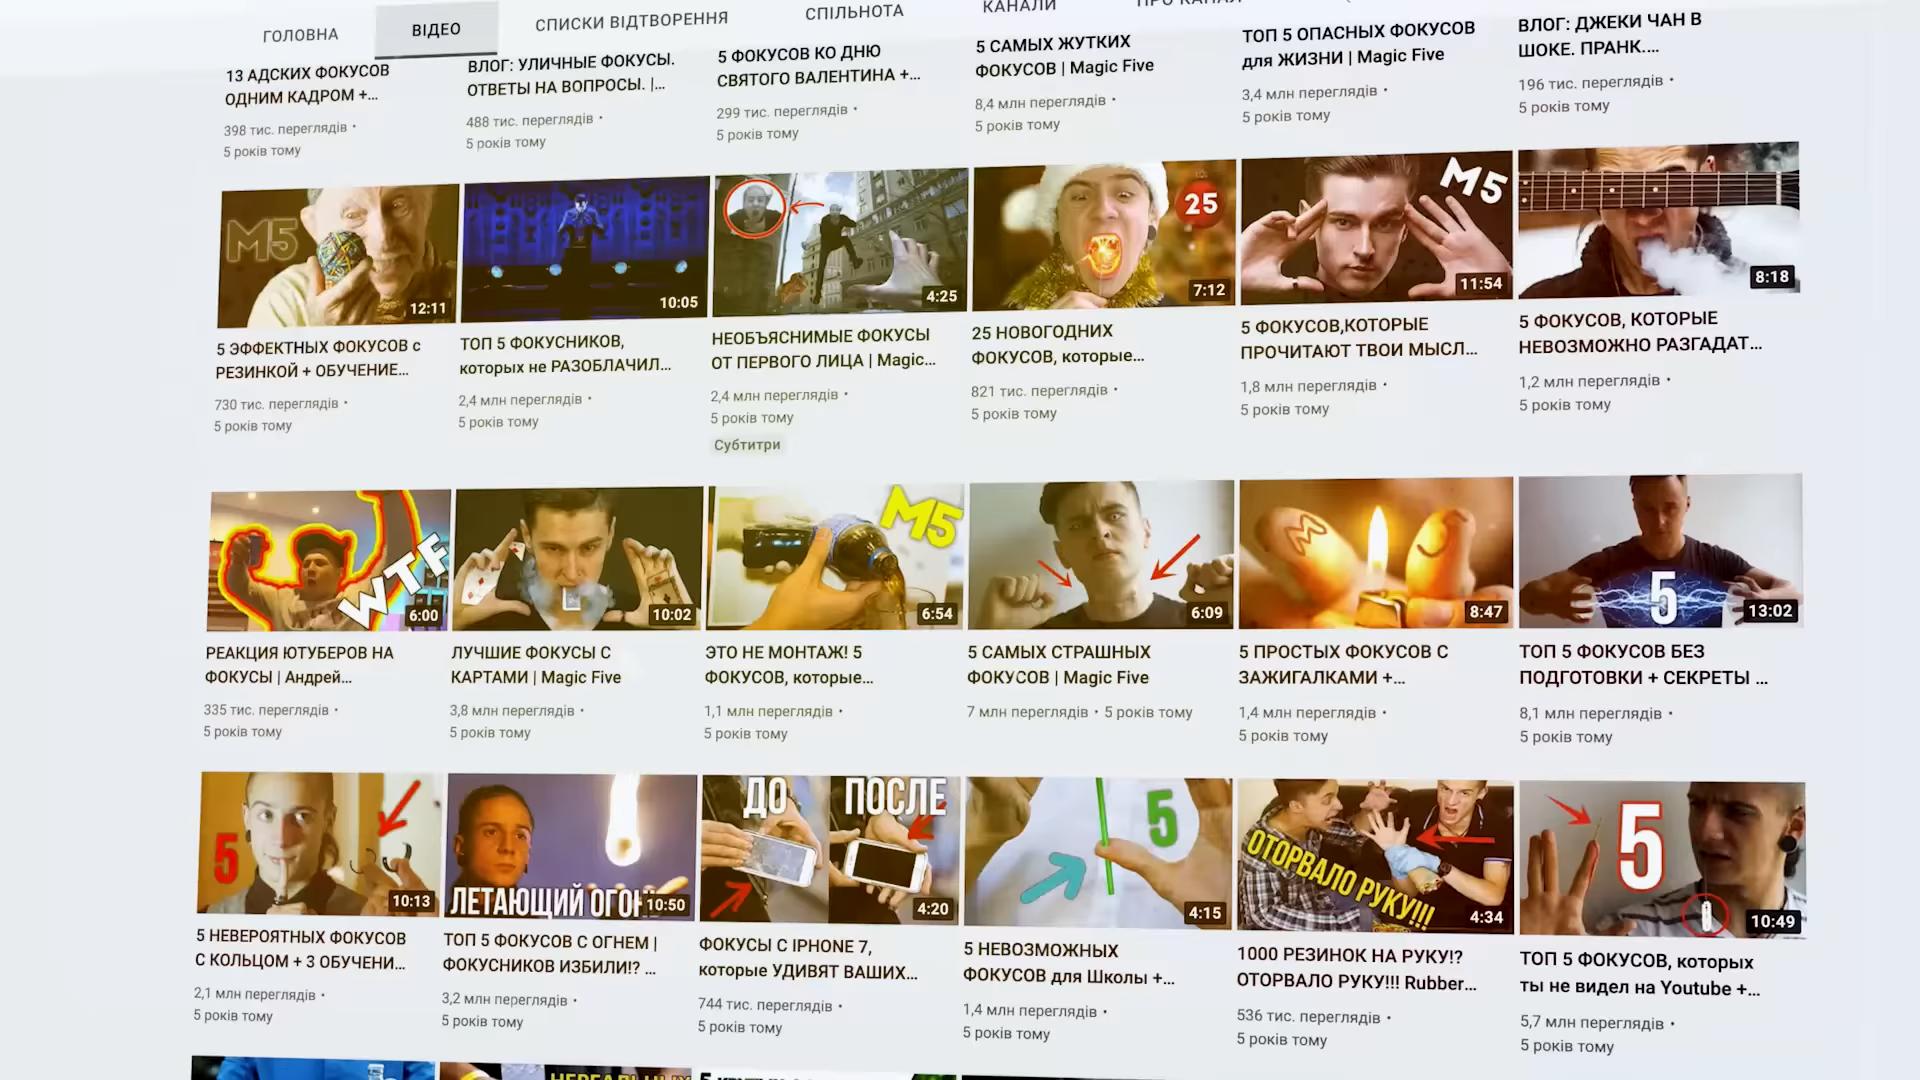 ГОЛОВНА
ВІДЕО
СПИСКИ ВІДТВОРЕННЯ
СПІЛЬНОТА
КАНАЛИ
ПРО КАНАЛ
13 АДСКИХ ФОКУСОВ
ОДНИМ КАДРОМ +...
398 тис. переглядів •
5 років тому
ВЛОГ: УЛИЧНЫЕ ФОКУСЫ.
ОТВЕТЫ НА ВОПРОСЫ. |...
488 тис. переглядів •
5 років тому
5 ФОКУСОВ КО ДНЮ
СВЯТОГО ВАЛЕНТИНА +...
299 тис. переглядів •
5 років тому
5 САМЫХ ЖУТКИХ
ФОКУСОВ | Magic Five
8,4 млн переглядів •
5 років тому
ТОП 5 ОПАСНЫХ ФОКУСОВ
для ЖИЗНИ | Magic Five
3,4 млн переглядів •
5 років тому
ВЛОГ: ДЖЕКИ ЧАН В
ШОКЕ. ПРАНК....
196 тис. переглядів •
5 років тому
M5
12:11
10:05
4:25
25
7:12
M5
11:54
8:18
5 ЭФФЕКТНЫХ ФОКУСОВ с
РЕЗИНКОЙ + ОБУЧЕНИЕ...
730 тис. переглядів •
5 років тому
ТОП 5 ФОКУСНИКОВ,
которых не РАЗОБЛАЧИЛ...
2,4 млн переглядів •
5 років тому
НЕОБЪЯСНИМЫЕ ФОКУСЫ
ОТ ПЕРВОГО ЛИЦА | Magic...
2,4 млн переглядів •
5 років тому
Субтитри
25 НОВОГОДНИХ
ФОКУСОВ, которые...
821 тис. переглядів •
5 років тому
5 ФОКУСОВ,КОТОРЫЕ
ПРОЧИТАЮТ ТВОИ МЫСЛ...
1,8 млн переглядів •
5 років тому
5 ФОКУСОВ, КОТОРЫЕ
НЕВОЗМОЖНО РАЗГАДАТ...
1,2 млн переглядів •
5 років тому
WTF
6:00
10:02
M5
6:54
6:09
8:47
5
13:02
РЕАКЦИЯ ЮТУБЕРОВ НА
ФОКУСЫ | Андрей...
335 тис. переглядів •
5 років тому
ЛУЧШИЕ ФОКУСЫ С
КАРТАМИ | Magic Five
3,8 млн переглядів •
5 років тому
ЭТО НЕ МОНТАЖ! 5
ФОКУСОВ, которые...
1,1 млн переглядів •
5 років тому
5 САМЫХ СТРАШНЫХ
ФОКУСОВ | Magic Five
7 млн переглядів • 5 років тому
5 ПРОСТЫХ ФОКУСОВ С
ЗАЖИГАЛКАМИ +...
1,4 млн переглядів •
5 років тому
ТОП 5 ФОКУСОВ БЕЗ
ПОДГОТОВКИ + СЕКРЕТЫ ...
8,1 млн переглядів •
5 років тому
5
10:13
ЛЕТАЮЩИЙ
10:50
ДО ПОСЛЕ
4:20
5
4:15
ОТОРВАЛО РУКУ!!!
4:34
5
10:49
5 НЕВЕРОЯТНЫХ ФОКУСОВ
С КОЛЬЦОМ + 3 ОБУЧЕНИ...
2,1 млн переглядів •
5 років тому
ТОП 5 ФОКУСОВ С ОГНЕМ |
ФОКУСНИКОВ ИЗБИЛИ!? ...
3,2 млн переглядів •
5 років тому
ФОКУСЫ С IPHONE 7,
которые УДИВЯТ ВАШИХ...
744 тис. переглядів •
5 років тому
5 НЕВОЗМОЖНЫХ
ФОКУСОВ для Школы +...
1,4 млн переглядів •
5 років тому
1000 РЕЗИНОК НА РУКУ!?
ОТОРВАЛО РУКУ!!! Rubber...
536 тис. переглядів •
5 років тому
ТОП 5 ФОКУСОВ, которых
ты не видел на Youtube +...
5,7 млн переглядів •
5 років тому